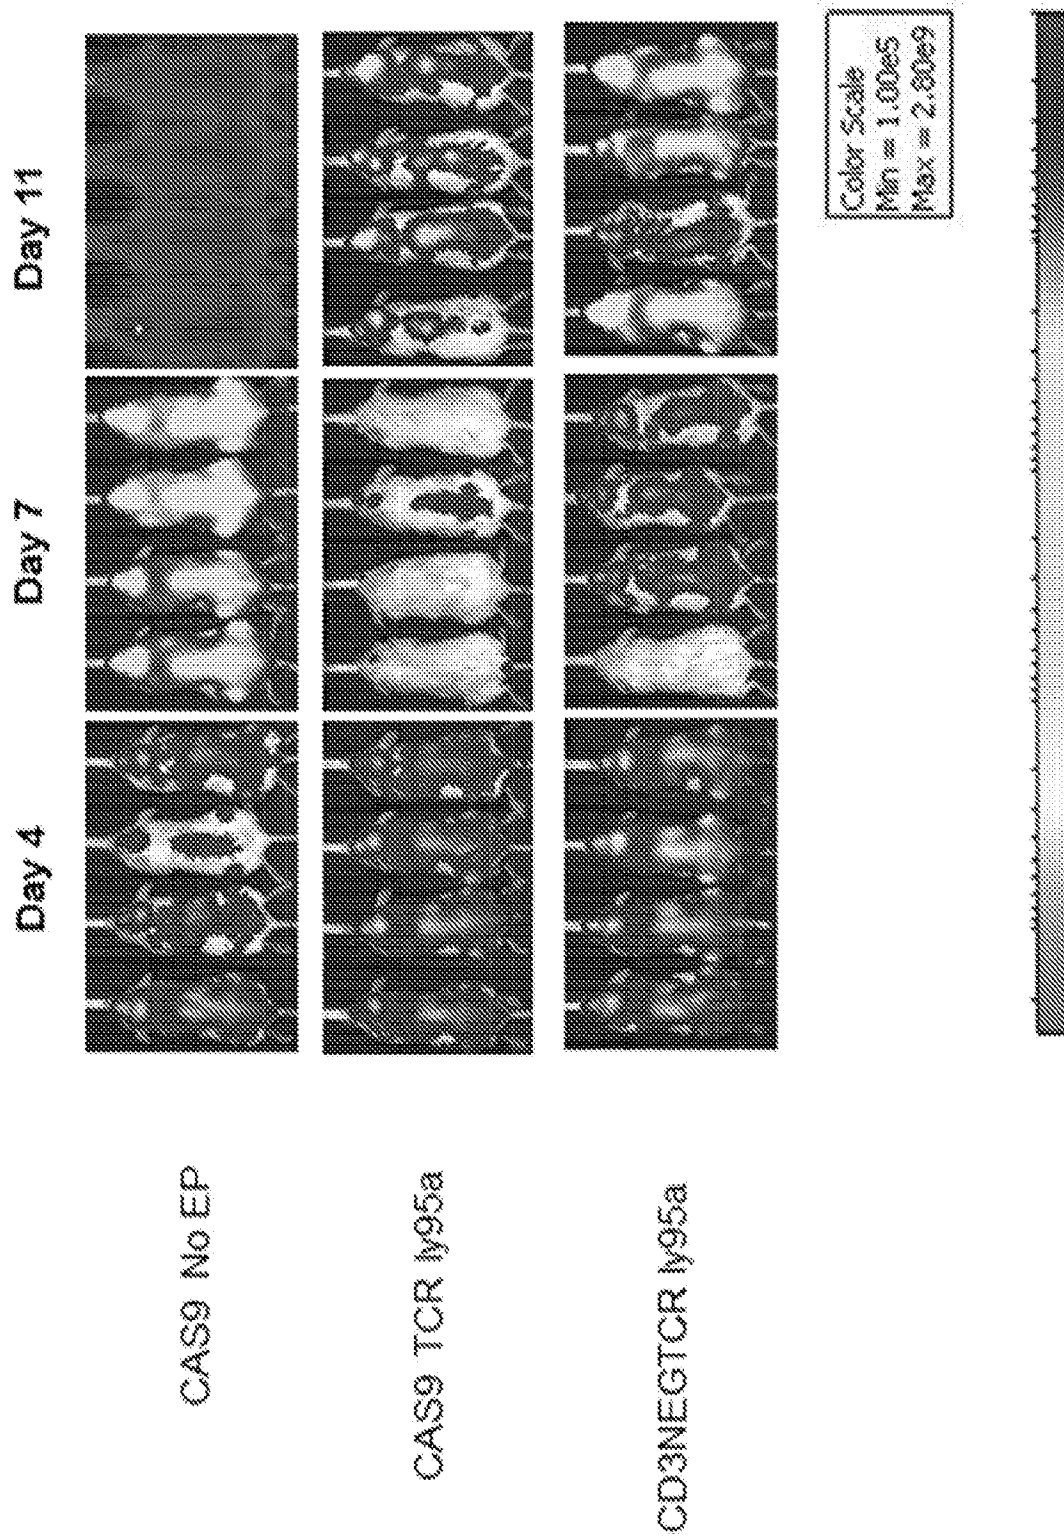 Day 4
Day 7
Day 11
CAS9 No EP
CAS9 TCR ly95a
CD3NEGTCR ly95a
Color Scale
Min = 1.00e5
Max = 2.80e9